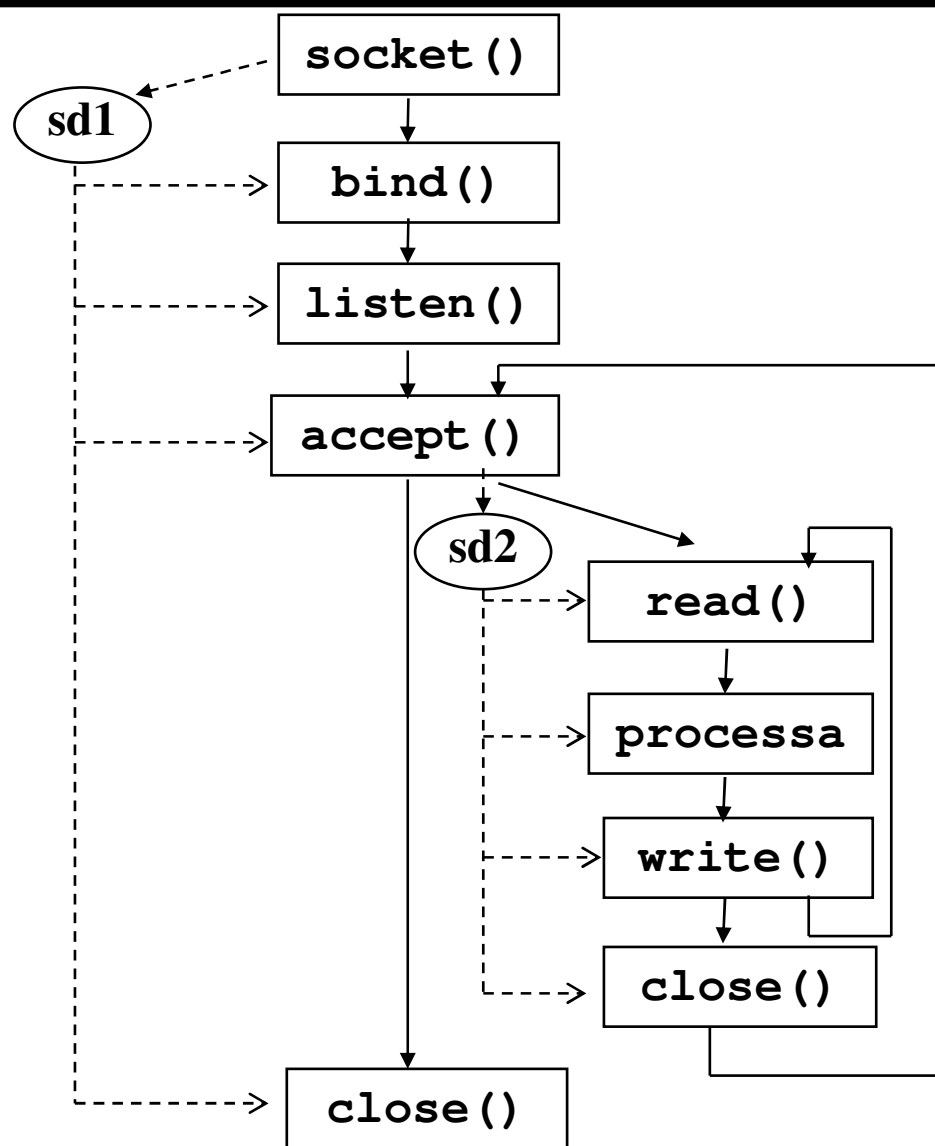 socket()
sd1
bind()
listen()
accept()
sd2
read()
processa
write()
close()
close()